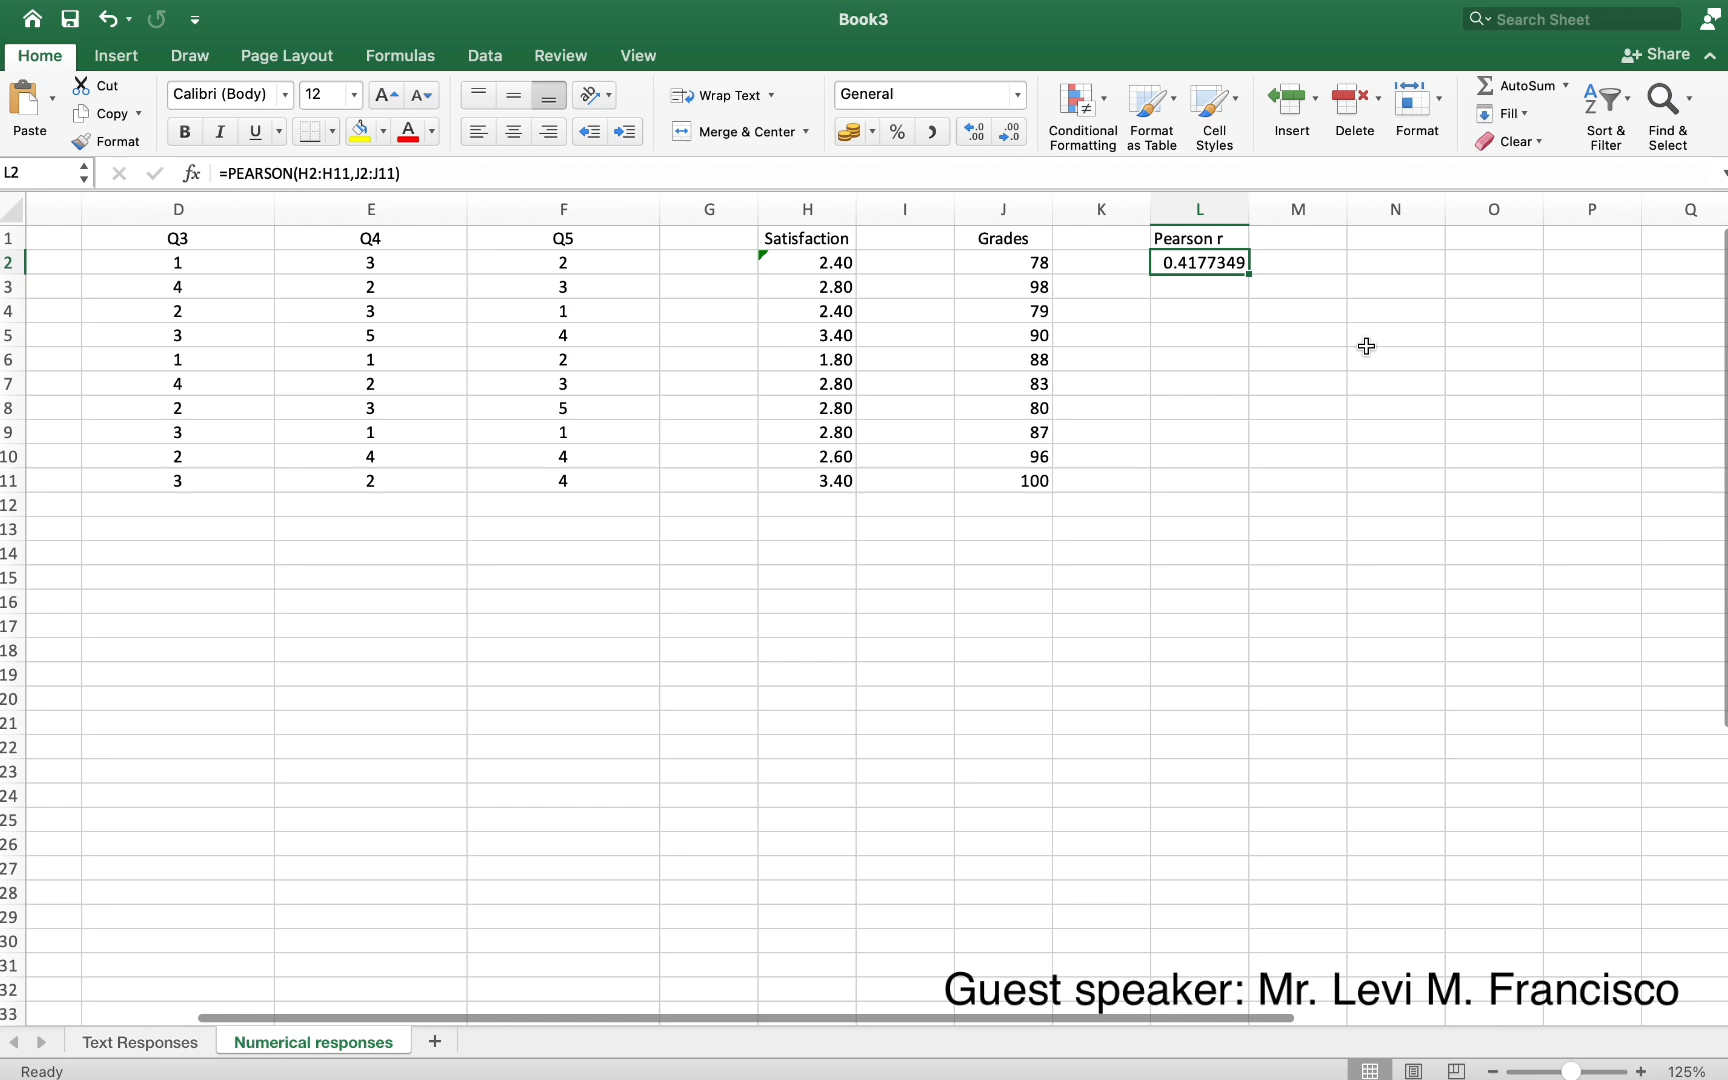 Book3
Search Sheet
Home Insert Draw Page Layout Formulas Data Review View
Share
Paste
Cut
Copy
Format
Calibri (Body) 12
B I U
Wrap Text
Merge & Center
General
Conditional Formatting
Format as Table
Cell Styles
Insert
Delete
Format
AutoSum
Fill
Clear
Sort & Filter
Find & Select
L2 fx =PEARSON(H2:H11,J2:J11)
D E F G H I J K L M N O P Q
1 Q3 Q4 Q5 Satisfaction Grades Pearson r
2 1 3 2 2.40 78 0.4177349
3 4 2 3 2.80 98
4 2 3 1 2.40 79
5 3 5 4 3.40 90
6 1 1 2 1.80 88
7 4 2 3 2.80 83
8 2 3 5 2.80 80
9 3 1 1 2.80 87
10 2 4 4 2.60 96
11 3 2 4 3.40 100
12
13
14
15
16
17
18
19
20
21
22
23
24
25
26
27
28
29
30
31
32
33
Guest speaker: Mr. Levi M. Francisco
Text Responses Numerical responses +
Ready
125%